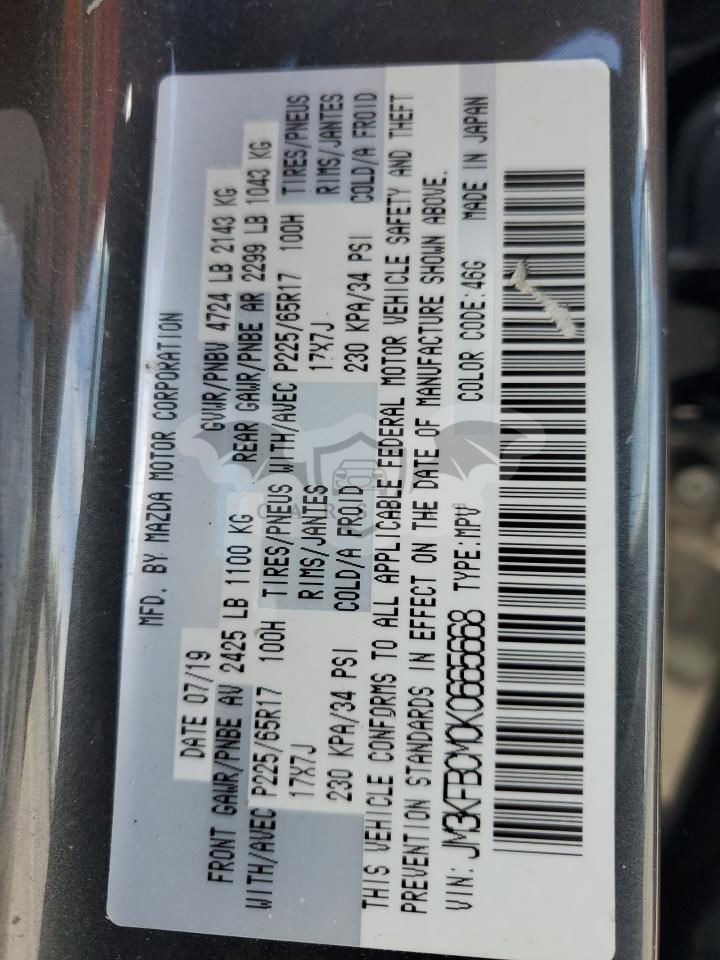 MFD. BY MAZDA MOTOR CORPORATION
DATE 07/19 GVWR/PNBV 4724 LB 2143 KG
FRONT GAWR/PNBE AV 2425 LB 1100 KG REAR GAWR/PNBE AR 2299 LB 1043 KG
WITH/AVEC P225/65R17 100H TIRES/PNEUS WITH/AVEC P225/65R17 100H TIRES/PNEUS
17X7J RIMS/JANTES 17X7J RIMS/JANTES
230 KPA/34 PSI COLD/A FROID 230 KPA/34 PSI COLD/A FROID
THIS VEHICLE CONFORMS TO ALL APPLICABLE FEDERAL MOTOR VEHICLE SAFETY AND THEFT
PREVENTION STANDARDS IN EFFECT ON THE DATE OF MANUFACTURE SHOWN ABOVE.
VIN: JM3KFBCM0K0665668 TYPE:MPV COLOR CODE:46G MADE IN JAPAN